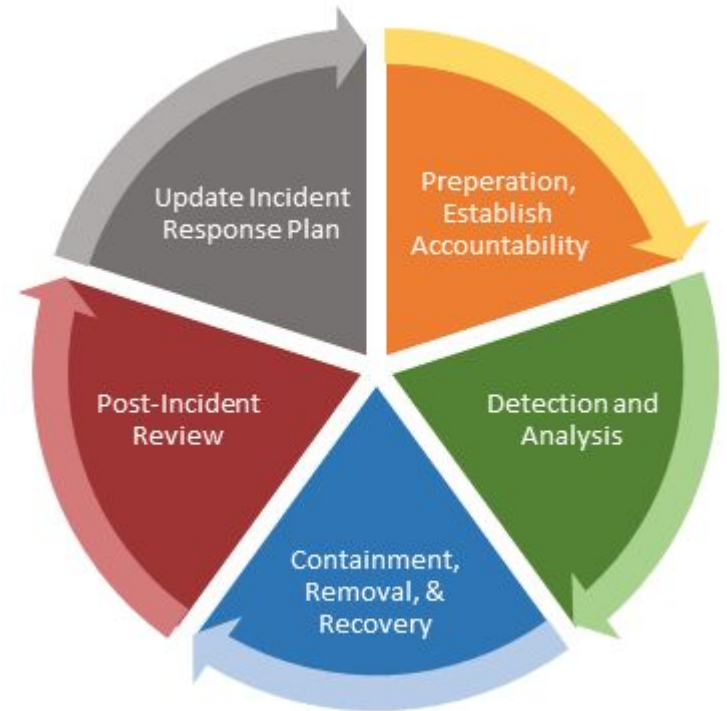 Preperation,
Establish
Accountability
Detection and
Analysis
Containment,
Removal, &
Recovery
Post-Incident
Review
Update Incident
Response Plan